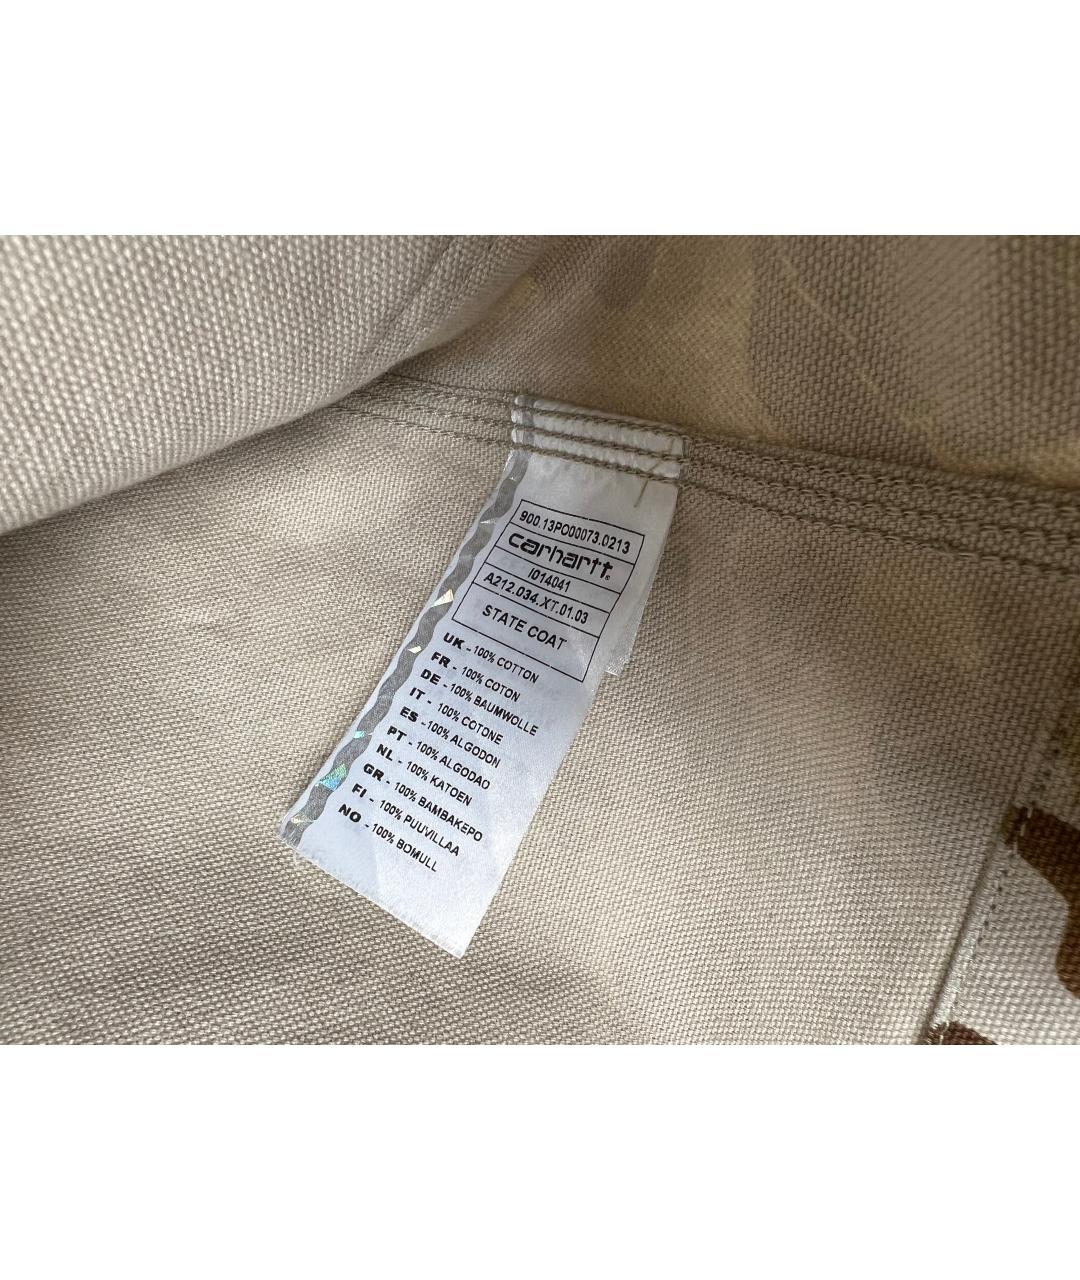 900.13PO00073.0213
carhartt
I014041
A212.034.XT.01.03
STATE COAT
UK - 100% COTTON
FR - 100% COTON
DE - 100% BAUMWOLLE
IT - 100% COTONE
ES - 100% ALGODON
PT - 100% ALGODAO
NL - 100% KATOEN
GR - 100% BAMBAKEPO
FI - 100% PUUVILLAA
NO - 100% BOMULL